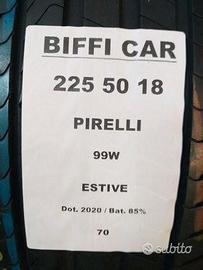 BIFFI CAR
225 50 18
PIRELLI
99W
ESTIVE
Dot. 2020 / Bat. 85%
70
subito